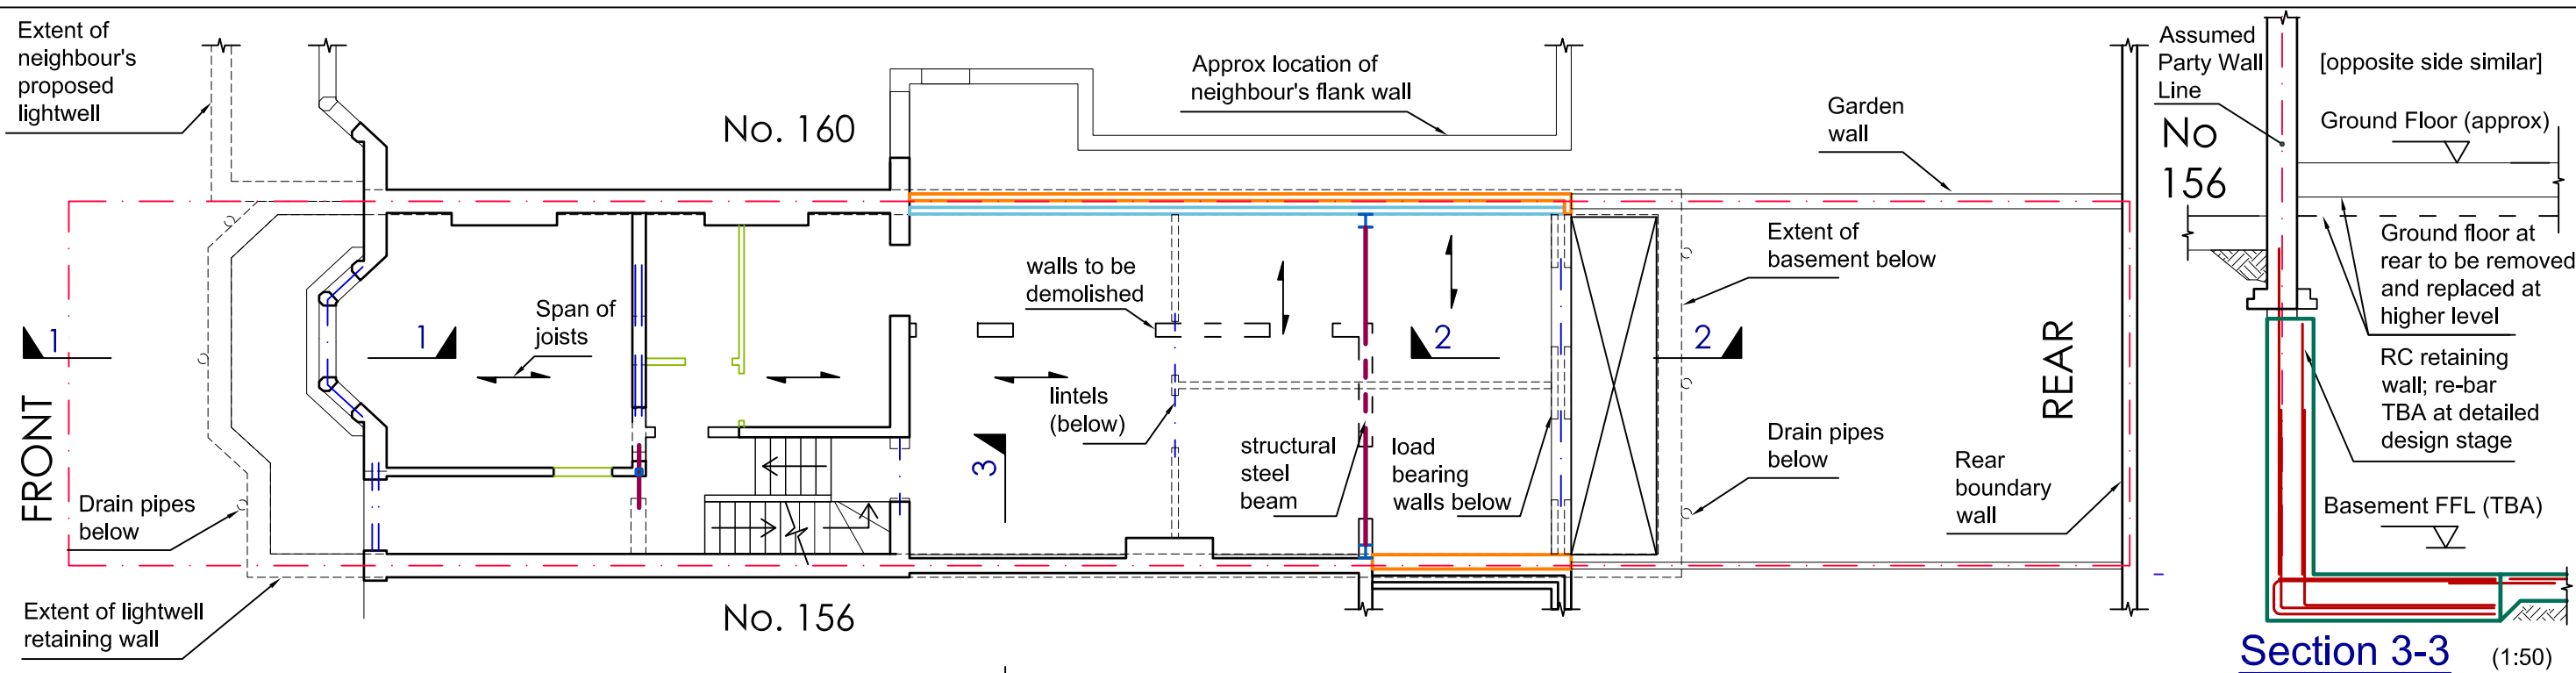 Extent of
neighbour's
proposed
lightwell
No. 160
Approx location of
neighbour's flank wall
Garden
wall
Assumed
Party Wall
Line
[opposite side similar]
No
156
Ground Floor (approx)
Ground floor at
rear to be removed
and replaced at
higher level
RC retaining
wall; re-bar
TBA at detailed
design stage
Basement FFL (TBA)
Section 3-3
(1:50)
FRONT
1
1
Span of
joists
walls to be
demolished
lintels
(below)
3
structural
steel
beam
load
bearing
walls below
2
2
Extent of
basement below
Drain pipes
below
REAR
Rear
boundary
wall
Drain pipes
below
Extent of lightwell
retaining wall
No. 156